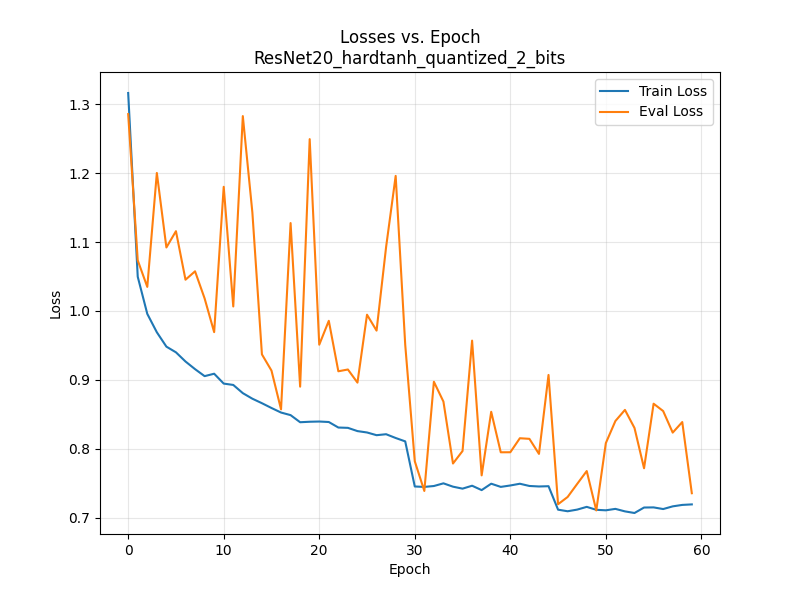 Losses vs. Epoch
ResNet20_hardtanh_quantized_2_bits
Train Loss
Eval Loss
1.3
1.2
1.1
1.0
0.9
0.8
0.7
Loss
0
10
20
30
40
50
60
Epoch